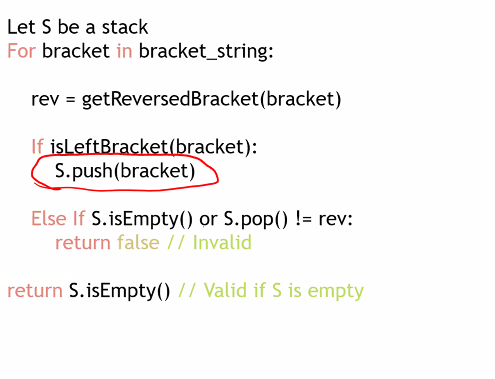 Let S be a stack
For bracket in bracket_string:
rev = getReversedBracket(bracket)
If isLeftBracket(bracket):
S.push(bracket)
Else If S.isEmpty() or S.pop() != rev:
return false // Invalid
return S.isEmpty() // Valid if S is empty